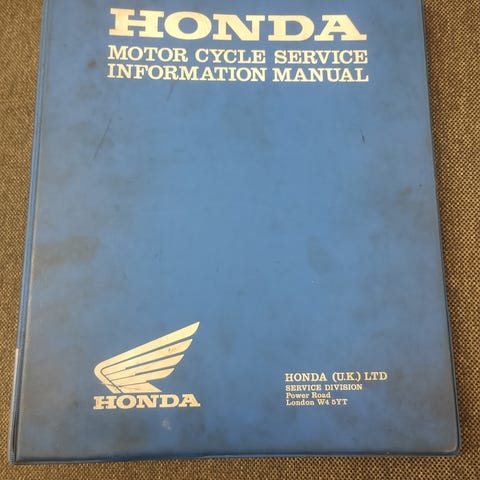 HONDA
MOTOR CYCLE SERVICE
INFORMATION MANUAL
HONDA
HONDA (U.K.) LTD
SERVICE DIVISION
Power Road
London W4 5YT